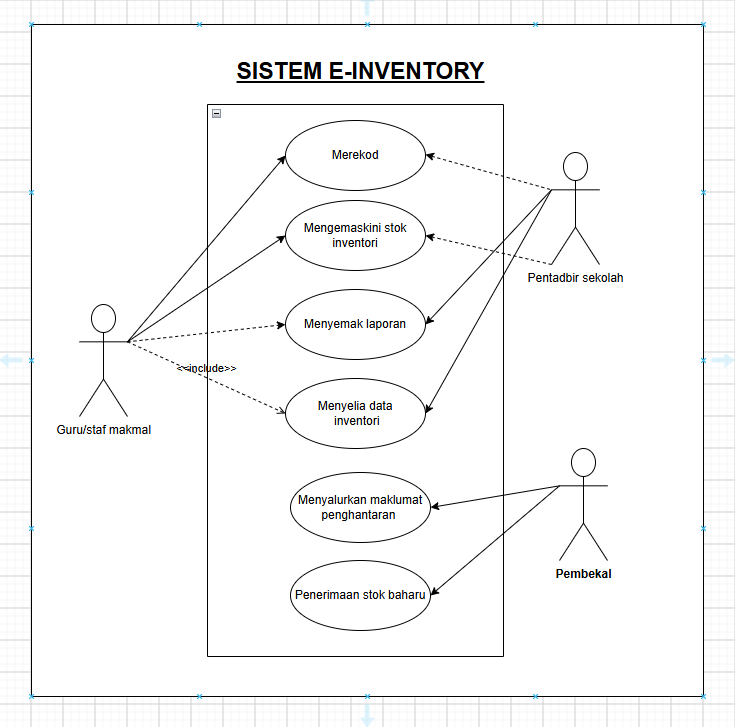 SISTEM E-INVENTORY
Merekod
Mengemaskini stok
inventori
Pentadbir sekolah
Menyemak laporan
<<include>>
Menyelia data
inventori
Guru/staf makmal
Menyalurkan maklumat
penghantaran
Pembekal
Penerimaan stok baharu